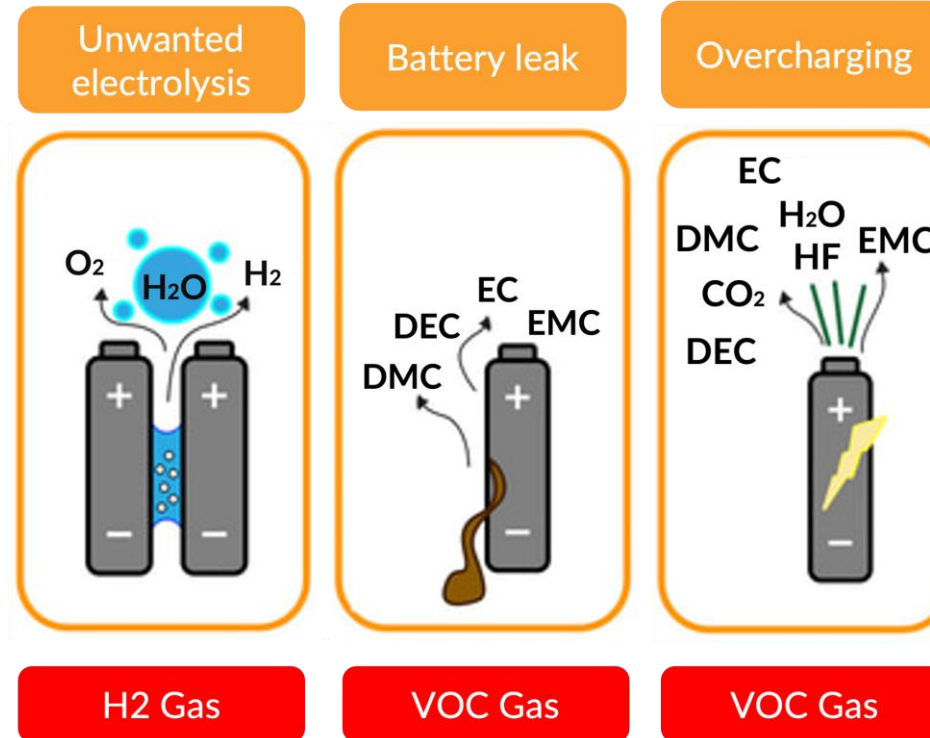 Unwanted
electrolysis
Battery leak
Overcharging
O₂
H₂O
H₂
+
+
−
−
EC
DEC
EMC
DMC
+
−
EC
H₂O
DMC
HF
EMC
CO₂
DEC
+
−
H2 Gas
VOC Gas
VOC Gas